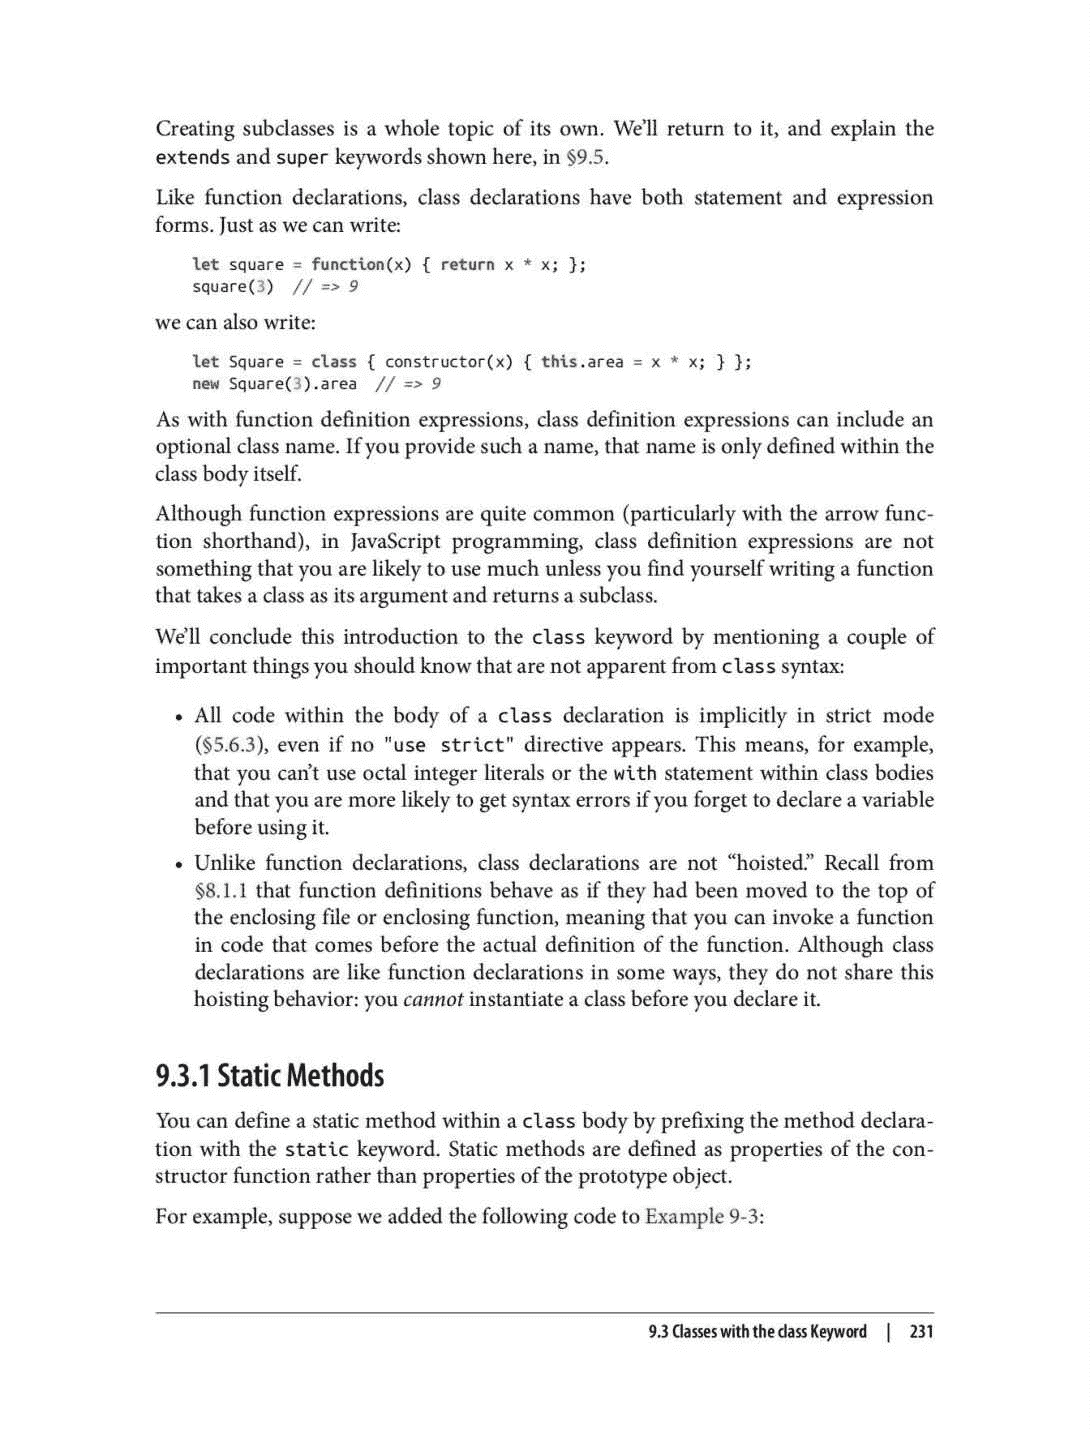 Creating subclasses is a whole topic of its own. We’ll return to it, and explain the
extends and super keywords shown here, in §9.5.
Like function declarations, class declarations have both statement and expression
forms. Just as we can write:
let square = function(x) { return x * x; };
square(3)  // => 9
we can also write:
let Square = class { constructor(x) { this.area = x * x; } };
new Square(3).area  // => 9
As with function definition expressions, class definition expressions can include an
optional class name. If you provide such a name, that name is only defined within the
class body itself.
Although function expressions are quite common (particularly with the arrow func-
tion shorthand), in JavaScript programming, class definition expressions are not
something that you are likely to use much unless you find yourself writing a function
that takes a class as its argument and returns a subclass.
We’ll conclude this introduction to the class keyword by mentioning a couple of
important things you should know that are not apparent from class syntax:
• All code within the body of a class declaration is implicitly in strict mode
(§5.6.3), even if no "use strict" directive appears. This means, for example,
that you can’t use octal integer literals or the with statement within class bodies
and that you are more likely to get syntax errors if you forget to declare a variable
before using it.
• Unlike function declarations, class declarations are not “hoisted.” Recall from
§8.1.1 that function definitions behave as if they had been moved to the top of
the enclosing file or enclosing function, meaning that you can invoke a function
in code that comes before the actual definition of the function. Although class
declarations are like function declarations in some ways, they do not share this
hoisting behavior: you cannot instantiate a class before you declare it.
9.3.1 Static Methods
You can define a static method within a class body by prefixing the method declara-
tion with the static keyword. Static methods are defined as properties of the con-
structor function rather than properties of the prototype object.
For example, suppose we added the following code to Example 9-3:
9.3 Classes with the class Keyword | 231